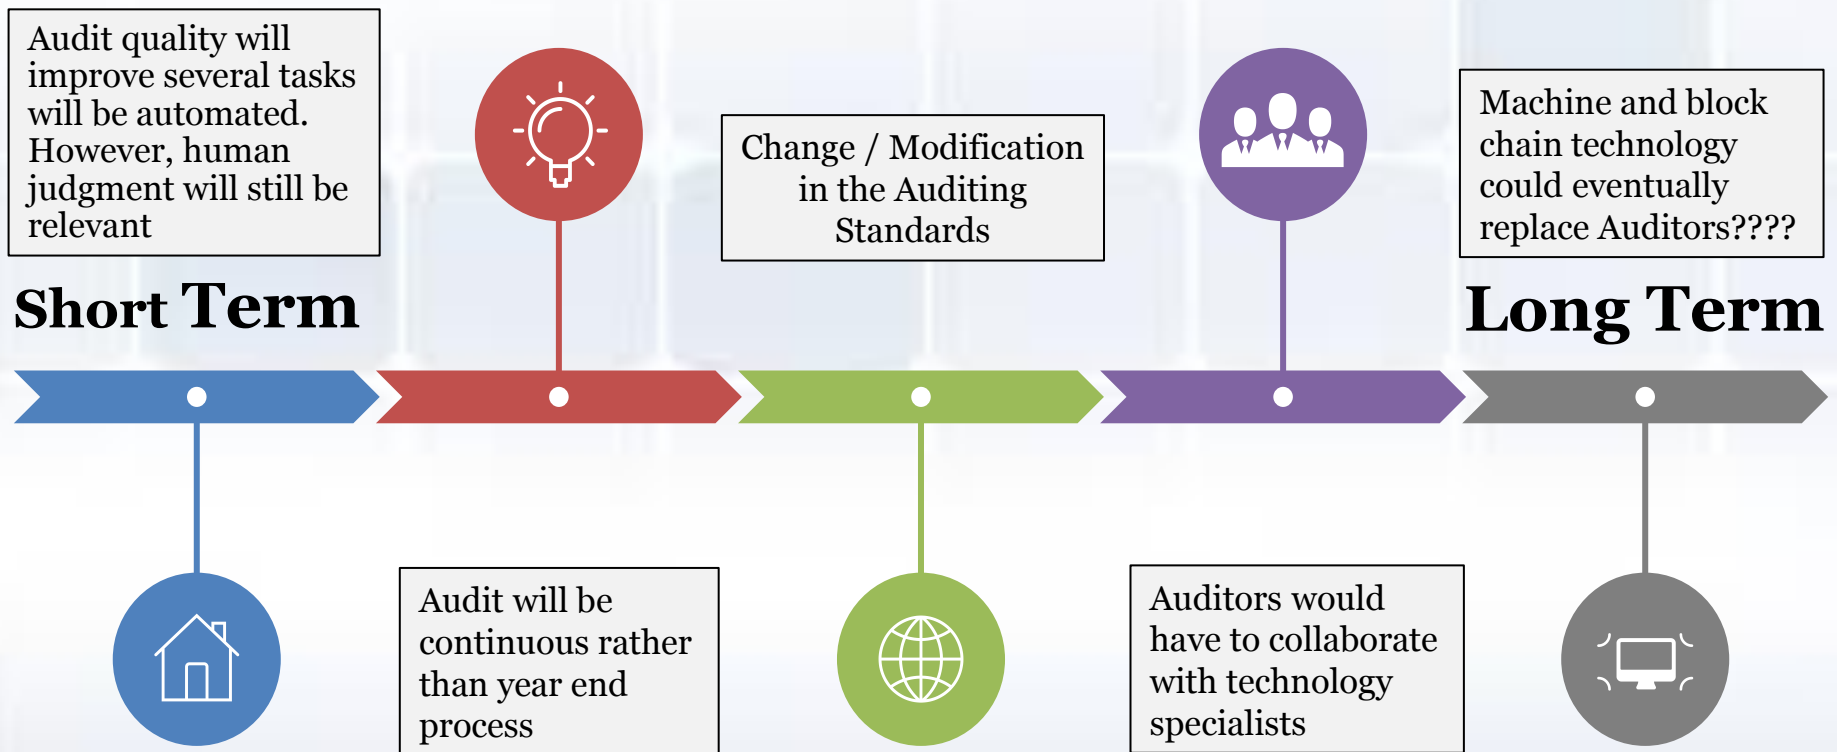 Audit quality will
improve several tasks
will be automated.
However, human
judgment will still be
relevant
Short Term
Audit will be
continuous rather
than year end
process
Change / Modification
in the Auditing
Standards
Auditors would
have to collaborate
with technology
specialists
Machine and block
chain technology
could eventually
replace Auditors????
Long Term